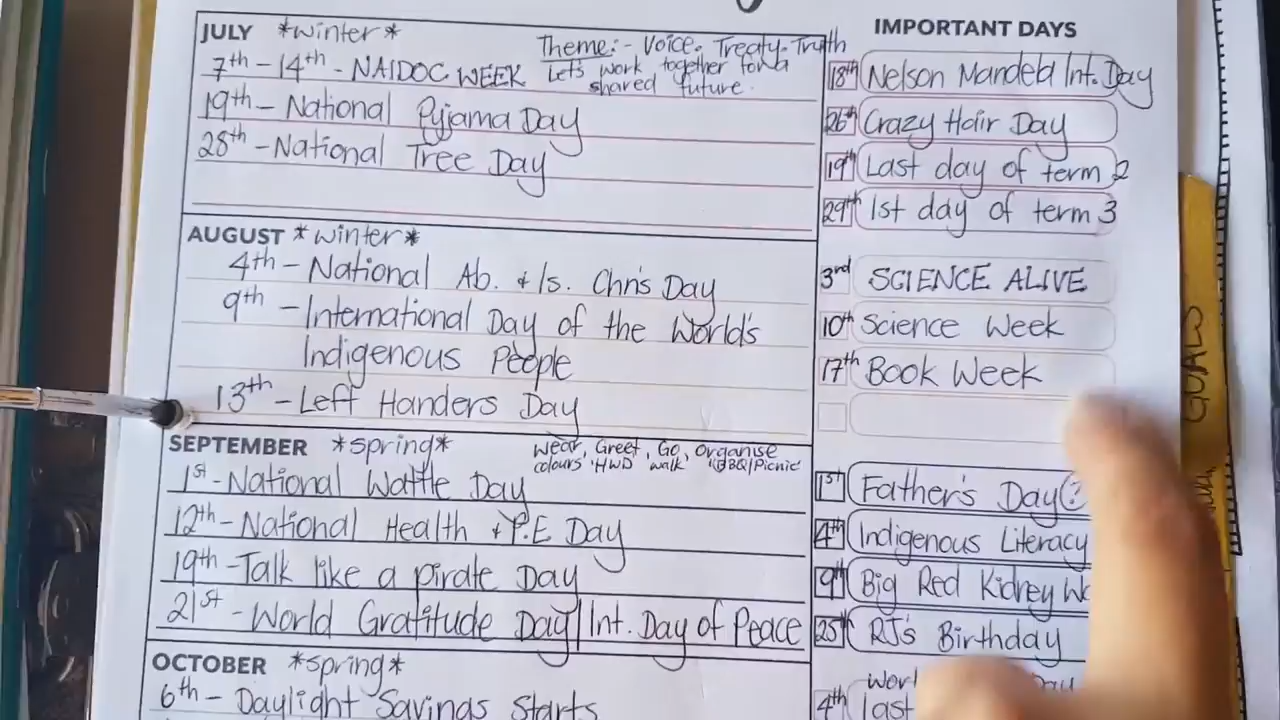 IMPORTANT DAYS
JULY *winter*
Theme:- Voice. Treaty. Truth
7th - 14th - NAIDOC WEEK Let's work together for a
shared future.
19th - National Pyjama Day
28th - National Tree Day
18th Nelson Mandela Int. Day
26th Crazy Hair Day
19th Last day of term 2
29th 1st day of term 3
AUGUST *winter*
4th - National Ab. + Is. Chn's Day
9th - International Day of the World's
Indigenous People
13th - Left Handers Day
3rd SCIENCE ALIVE
10th Science Week
17th Book Week
SEPTEMBER *spring*
Wear, Greet, Go, Organise
colours 'HWD' walk BBQ/Picnic
1st - National Wattle Day
12th - National Health + P.E Day
19th - Talk like a pirate Day
21st - World Gratitude Day/Int. Day of Peace
1st Father's Day (?
4th Indigenous Literacy
9th Big Red Kidney
25th RJ's Birthday
OCTOBER *spring*
6th - Daylight Savings Starts
4th last
GOALS